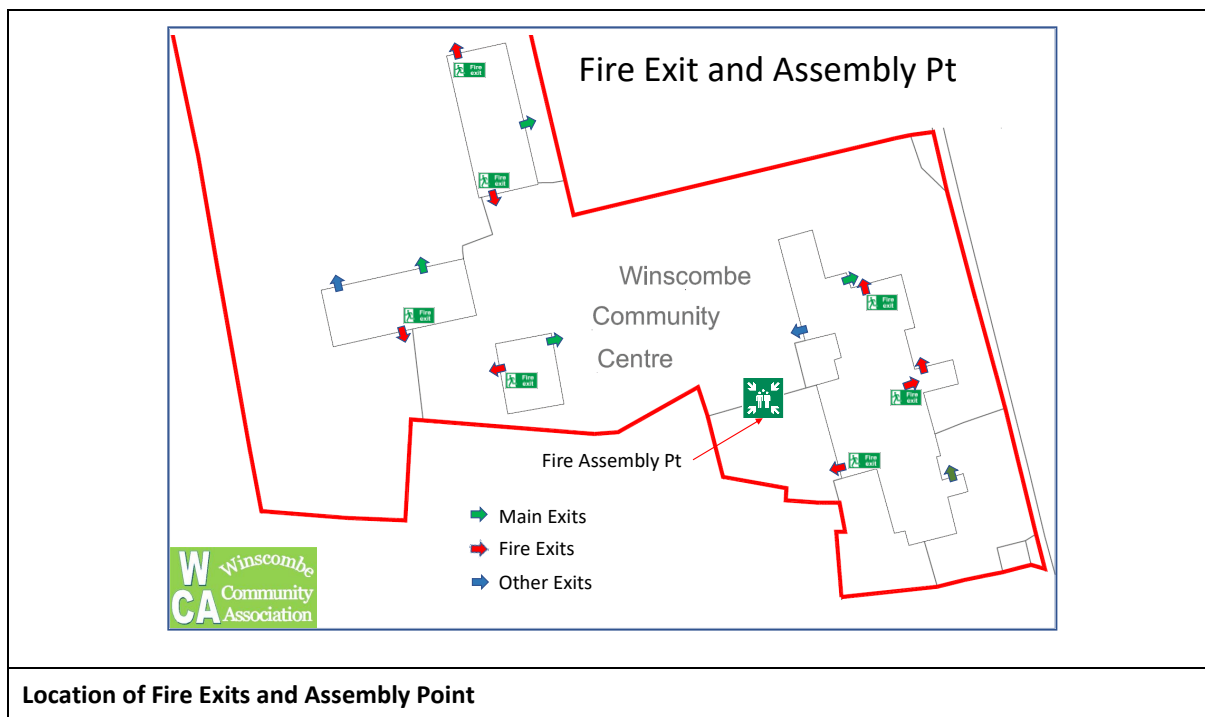 Fire Exit and Assembly Pt
Fire
exit
Fire
exit
Fire
exit
Fire
exit
Fire
exit
Fire
exit
Fire
exit
Winscombe
Community
Centre
Fire Assembly Pt
Main Exits
Fire Exits
Other Exits
W Winscombe
Community
CA Association
Location of Fire Exits and Assembly Point